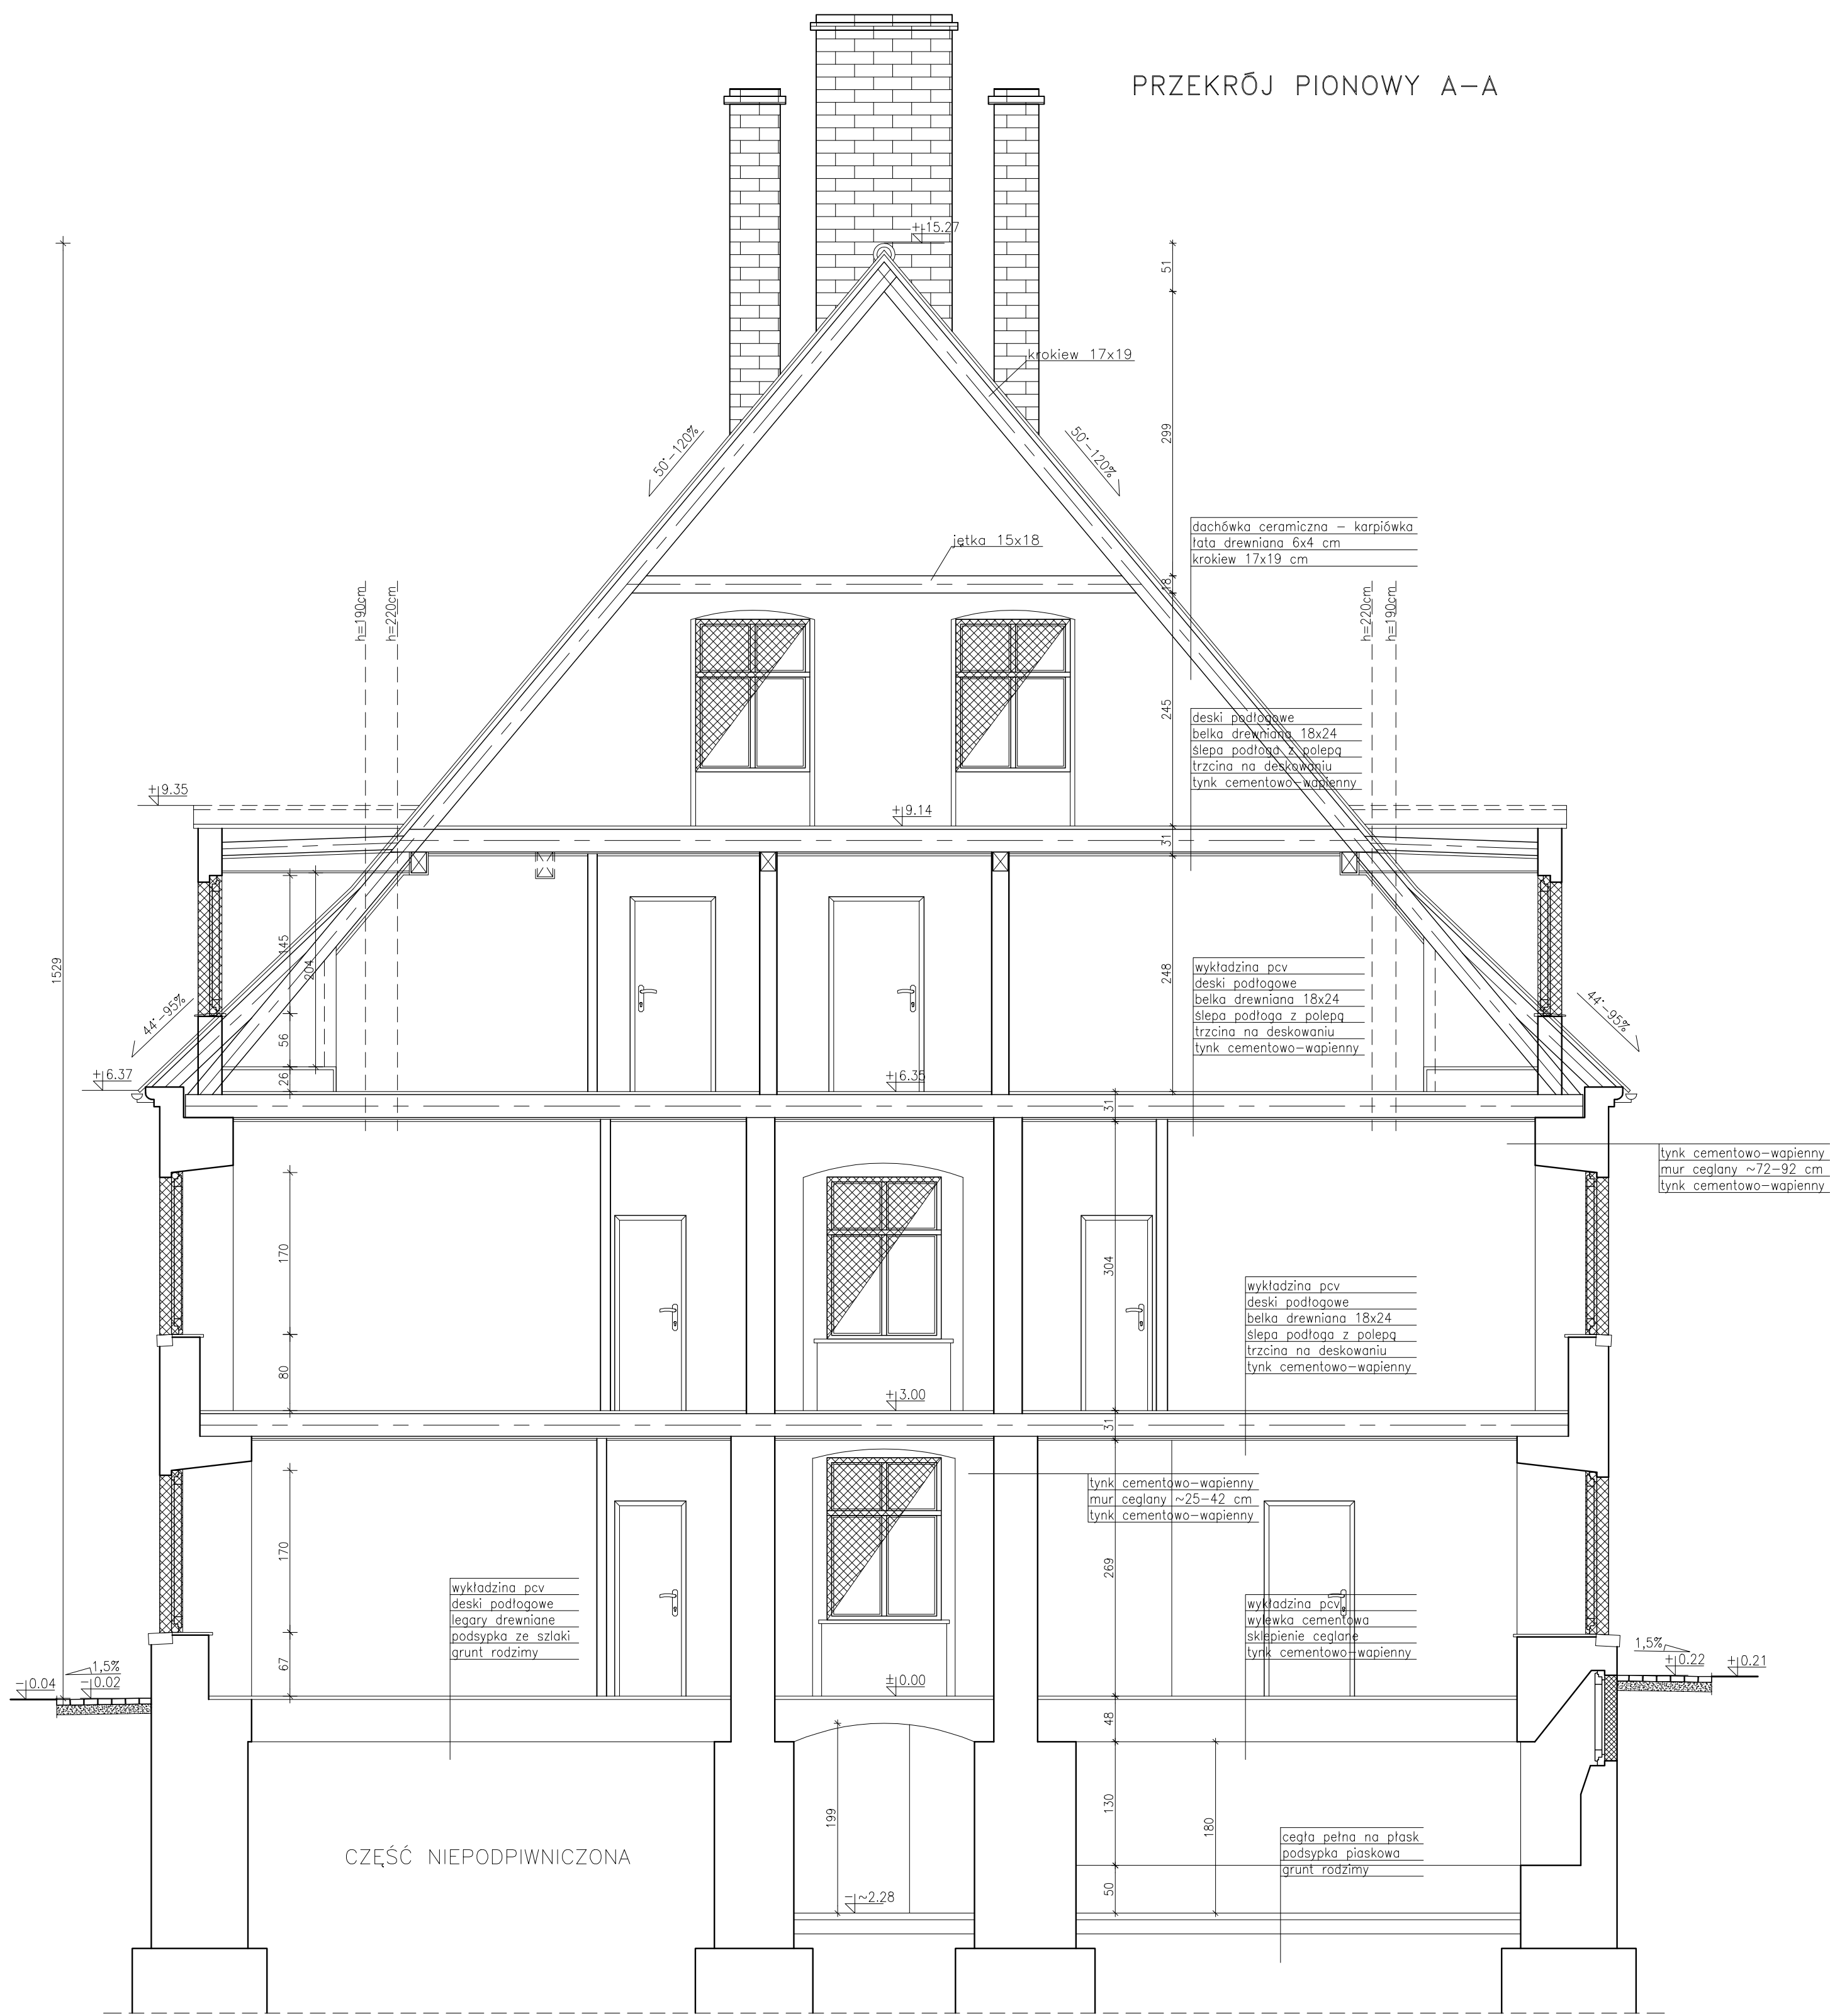 PRZEKRÓJ PIONOWY A-A
+15.27
51
krokiew 17x19
299
50°-120%
50°-120%
dachówka ceramiczna - karpiówka
łata drewniana 6x4 cm
krokiew 17x19 cm
jętka 15x18
18
h=190cm
h=220cm
h=220cm
h=190cm
245
deski podłogowe
belka drewniana 18x24
ślepa podłoga z polepą
trzcina na deskowaniu
tynk cementowo-wapienny
+9.35
+9.14
31
145
204
1529
248
wykładzina pcv
deski podłogowe
belka drewniana 18x24
ślepa podłoga z polepą
trzcina na deskowaniu
tynk cementowo-wapienny
44°-95%
44°-95%
56
26
+6.37
+6.35
31
tynk cementowo-wapienny
mur ceglany ~72-92 cm
tynk cementowo-wapienny
170
304
wykładzina pcv
deski podłogowe
belka drewniana 18x24
ślepa podłoga z polepą
trzcina na deskowaniu
tynk cementowo-wapienny
80
+3.00
31
tynk cementowo-wapienny
mur ceglany ~25-42 cm
tynk cementowo-wapienny
170
269
wykładzina pcv
deski podłogowe
legary drewniane
podsypka ze szlaki
grunt rodzimy
wykładzina pcv
wylewka cementowa
sklepienie ceglane
tynk cementowo-wapienny
67
1,5%
-0.04
-0.02
±0.00
1,5%
+0.22
+0.21
48
199
130
180
CZĘŚĆ NIEPODPIWNICZONA
cegła pełna na płask
podsypka piaskowa
grunt rodzimy
50
-~2.28